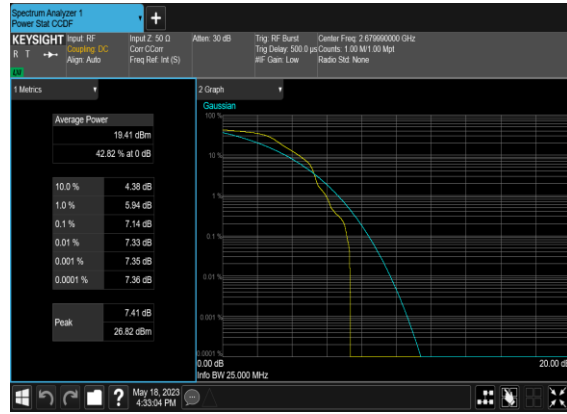 Spectrum Analyzer 1
Power Stat CCDF
+
KEYSIGHT
R T
LXI
Input: RF
Coupling: DC
Align: Auto
Input Z: 50 Ω
Corr CCorr
Freq Ref: Int (S)
Atten: 30 dB
Trig: RF Burst
Trig Delay: 500.0 µs
#IF Gain: Low
Center Freq: 2.679990000 GHz
Counts: 1.00 M/1.00 Mpt
Radio Std: None
1 Metrics
Average Power
19.41 dBm
42.82 % at 0 dB
10.0 % 4.38 dB
1.0 % 5.94 dB
0.1 % 7.14 dB
0.01 % 7.33 dB
0.001 % 7.35 dB
0.0001 % 7.36 dB
Peak
7.41 dB
26.82 dBm
2 Graph
Gaussian
100 %
10 %
1 %
0.1 %
0.01 %
0.001 %
0.0001 %
0.00 dB
20.00 dB
Info BW 25.000 MHz
?
May 18, 2023
4:33:04 PM